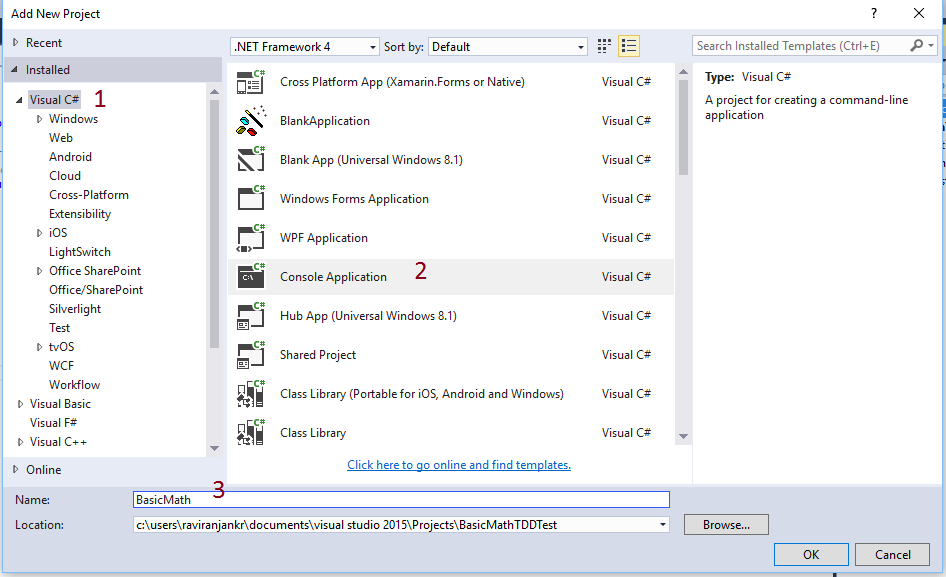 Add New Project ? ×
Recent
Installed
.NET Framework 4 Sort by: Default
Search Installed Templates (Ctrl+E)
Visual C# 1
Windows
Web
Android
Cloud
Cross-Platform
Extensibility
iOS
LightSwitch
Office SharePoint
Office/SharePoint
Silverlight
Test
tvOS
WCF
Workflow
Visual Basic
Visual F#
Visual C++
Online
Cross Platform App (Xamarin.Forms or Native) Visual C#
BlankApplication Visual C#
Blank App (Universal Windows 8.1) Visual C#
Windows Forms Application Visual C#
WPF Application Visual C#
Console Application 2 Visual C#
Hub App (Universal Windows 8.1) Visual C#
Shared Project Visual C#
Class Library (Portable for iOS, Android and Windows) Visual C#
Class Library Visual C#
Click here to go online and find templates.
Type: Visual C#
A project for creating a command-line
application
Name: BasicMath 3
Location: c:\users\raviranjankr\documents\visual studio 2015\Projects\BasicMathTDDTest Browse...
OK Cancel